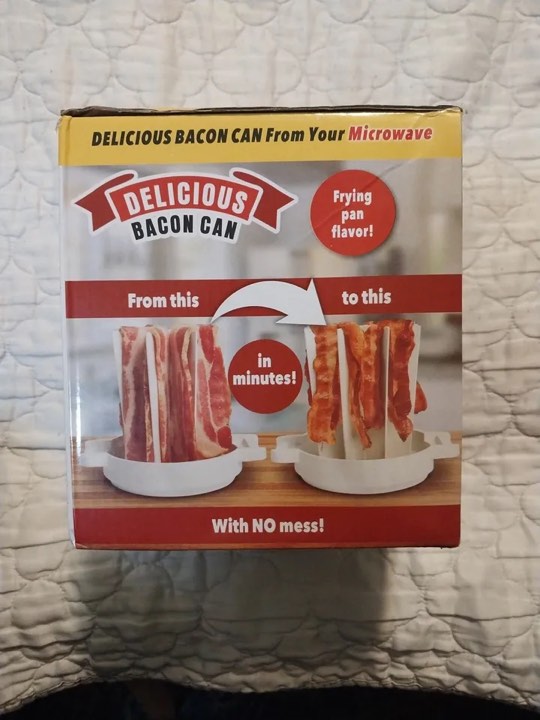 DELICIOUS BACON CAN From Your Microwave
DELICIOUS
BACON CAN
Frying
pan
flavor!
From this
to this
in
minutes!
With NO mess!